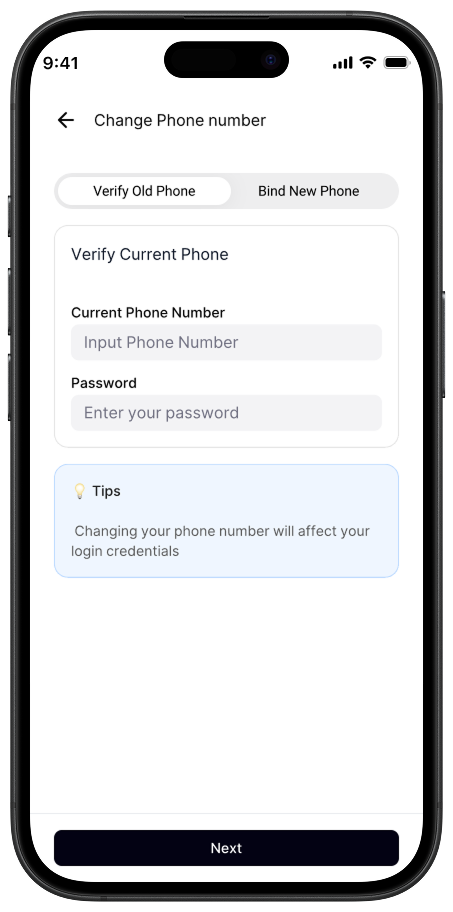 9:41
Change Phone number
Verify Old Phone
Bind New Phone
Verify Current Phone
Current Phone Number
Input Phone Number
Password
Enter your password
💡 Tips
Changing your phone number will affect your
login credentials
Next